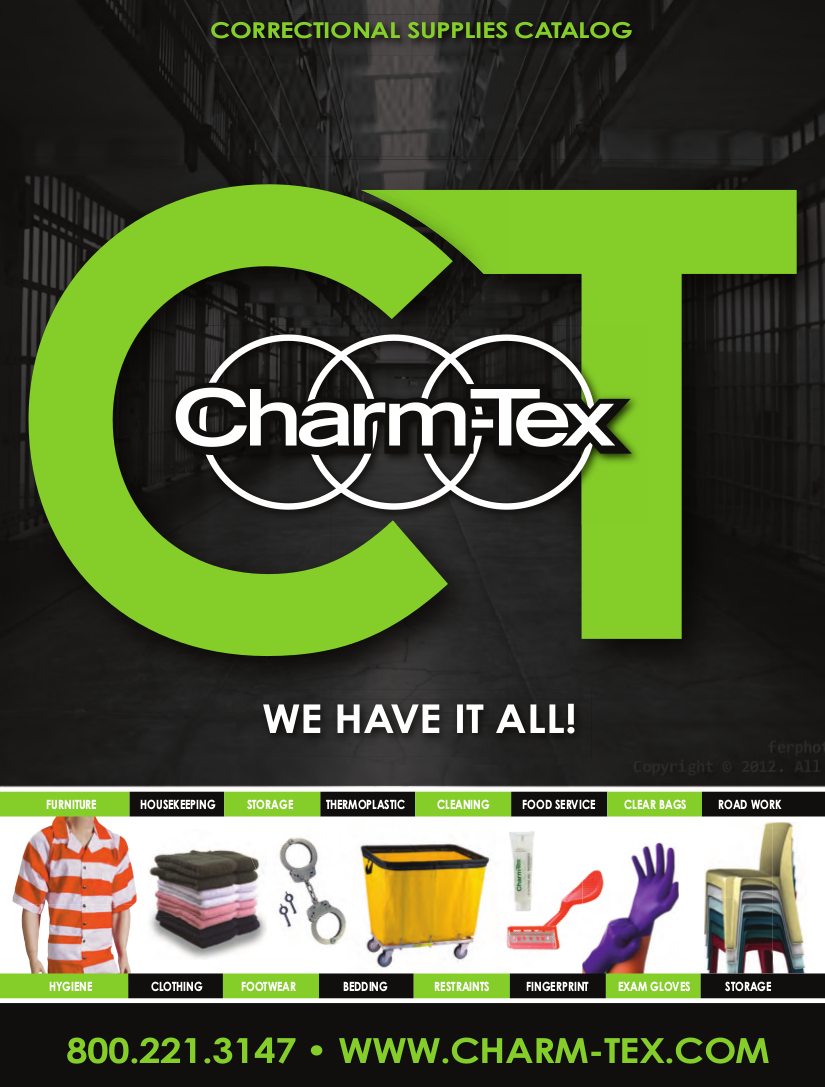 CORRECTIONAL SUPPLIES CATALOG
CT
Charm-Tex
WE HAVE IT ALL!
ferphot
Copyright © 2012. All
FURNITURE HOUSEKEEPING STORAGE THERMOPLASTIC CLEANING FOOD SERVICE CLEAR BAGS ROAD WORK
CharmTex
HYGIENE CLOTHING FOOTWEAR BEDDING RESTRAINTS FINGERPRINT EXAM GLOVES STORAGE
800.221.3147 • WWW.CHARM-TEX.COM